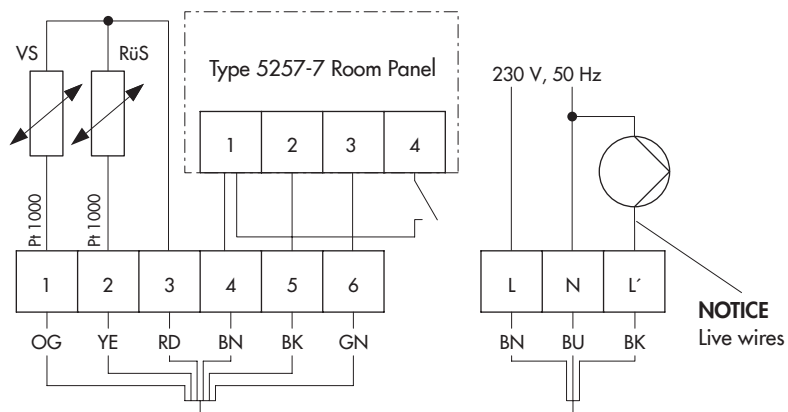 VS
RüS
Type 5257-7 Room Panel
230 V, 50 Hz
1 2 3 4
Pt 1000
Pt 1000
1 2 3 4 5 6
L N L´
OG YE RD BN BK GN
BN BU BK
NOTICE
Live wires